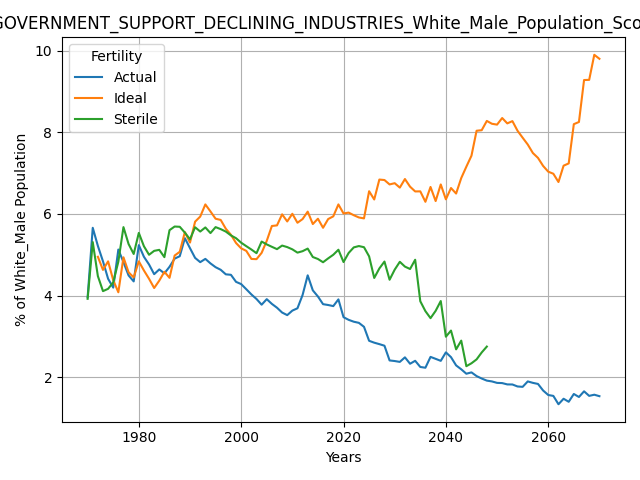 GOVERNMENT_SUPPORT_DECLINING_INDUSTRIES_White_Male_Population_Sco
Fertility
Actual
Ideal
Sterile
% of White_Male Population
10
8
6
4
2
1980
2000
2020
2040
2060
Years